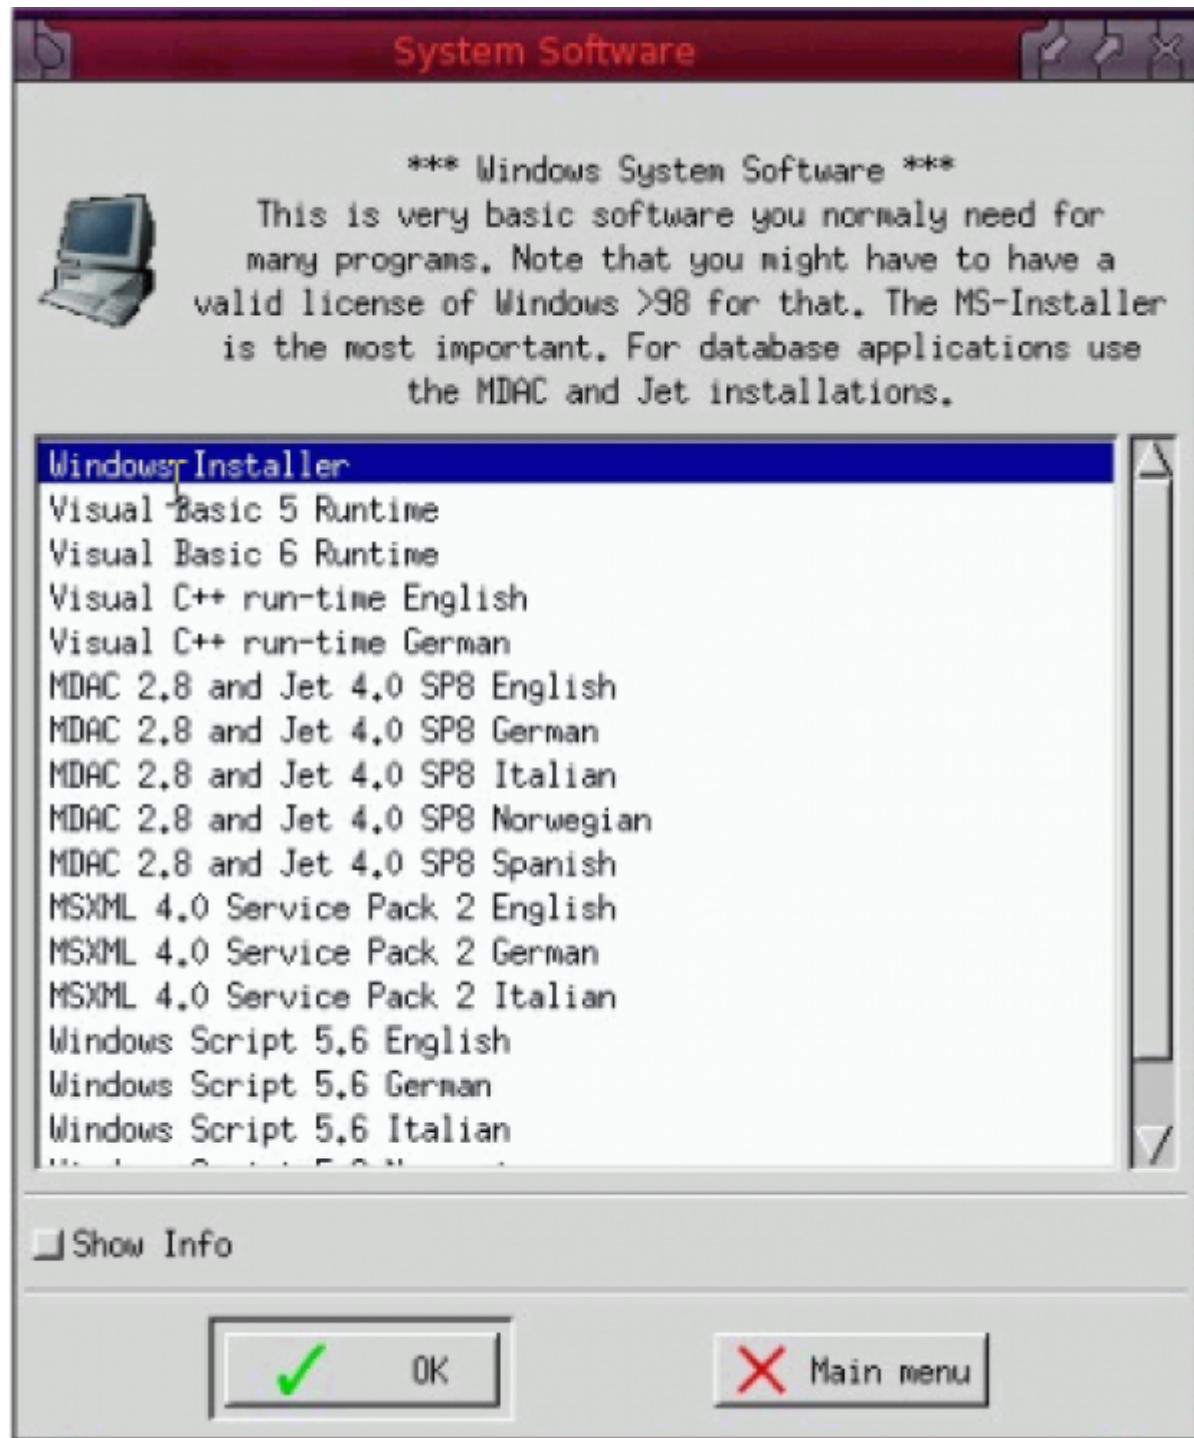 System Software
*** Windows System Software ***
This is very basic software you normaly need for
many programs. Note that you might have to have a
valid license of Windows >98 for that. The MS-Installer
is the most important. For database applications use
the MDAC and Jet installations.
Windows Installer
Visual Basic 5 Runtime
Visual Basic 6 Runtime
Visual C++ run-time English
Visual C++ run-time German
MDAC 2.8 and Jet 4.0 SP8 English
MDAC 2.8 and Jet 4.0 SP8 German
MDAC 2.8 and Jet 4.0 SP8 Italian
MDAC 2.8 and Jet 4.0 SP8 Norwegian
MDAC 2.8 and Jet 4.0 SP8 Spanish
MSXML 4.0 Service Pack 2 English
MSXML 4.0 Service Pack 2 German
MSXML 4.0 Service Pack 2 Italian
Windows Script 5.6 English
Windows Script 5.6 German
Windows Script 5.6 Italian
Show Info
OK
Main menu